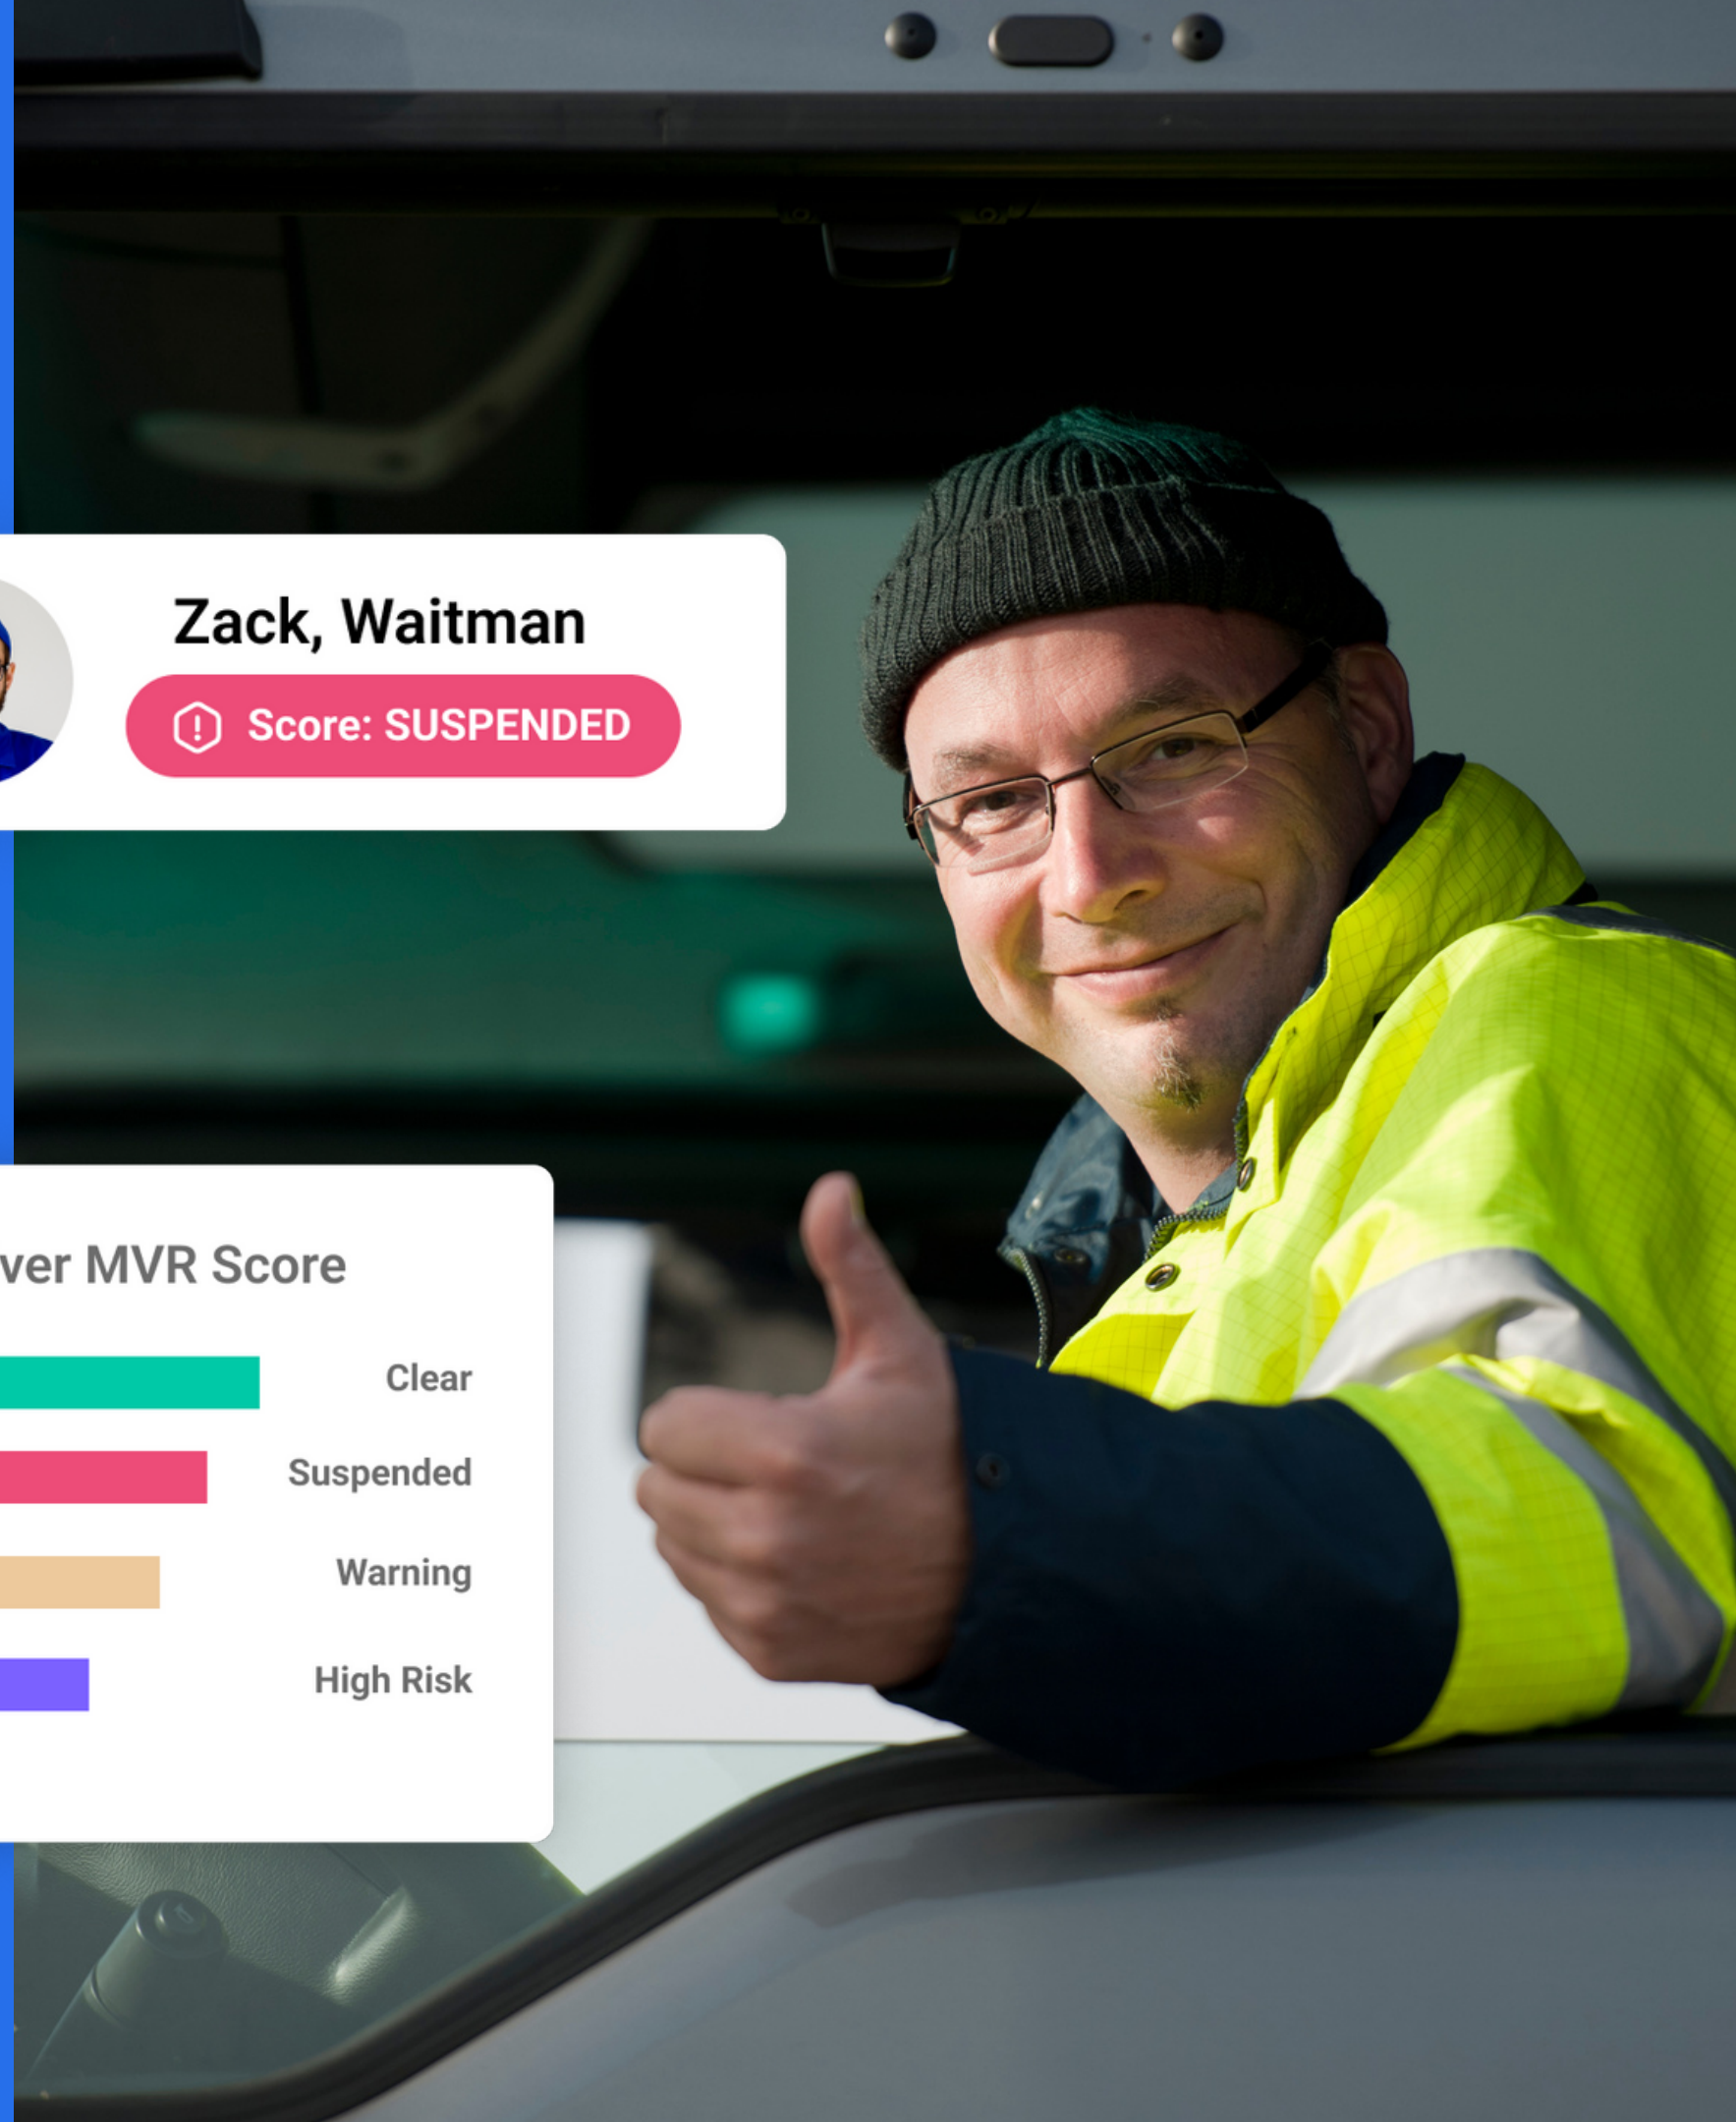 Zack, Waitman
Score: SUSPENDED
ver MVR Score
Clear
Suspended
Warning
High Risk